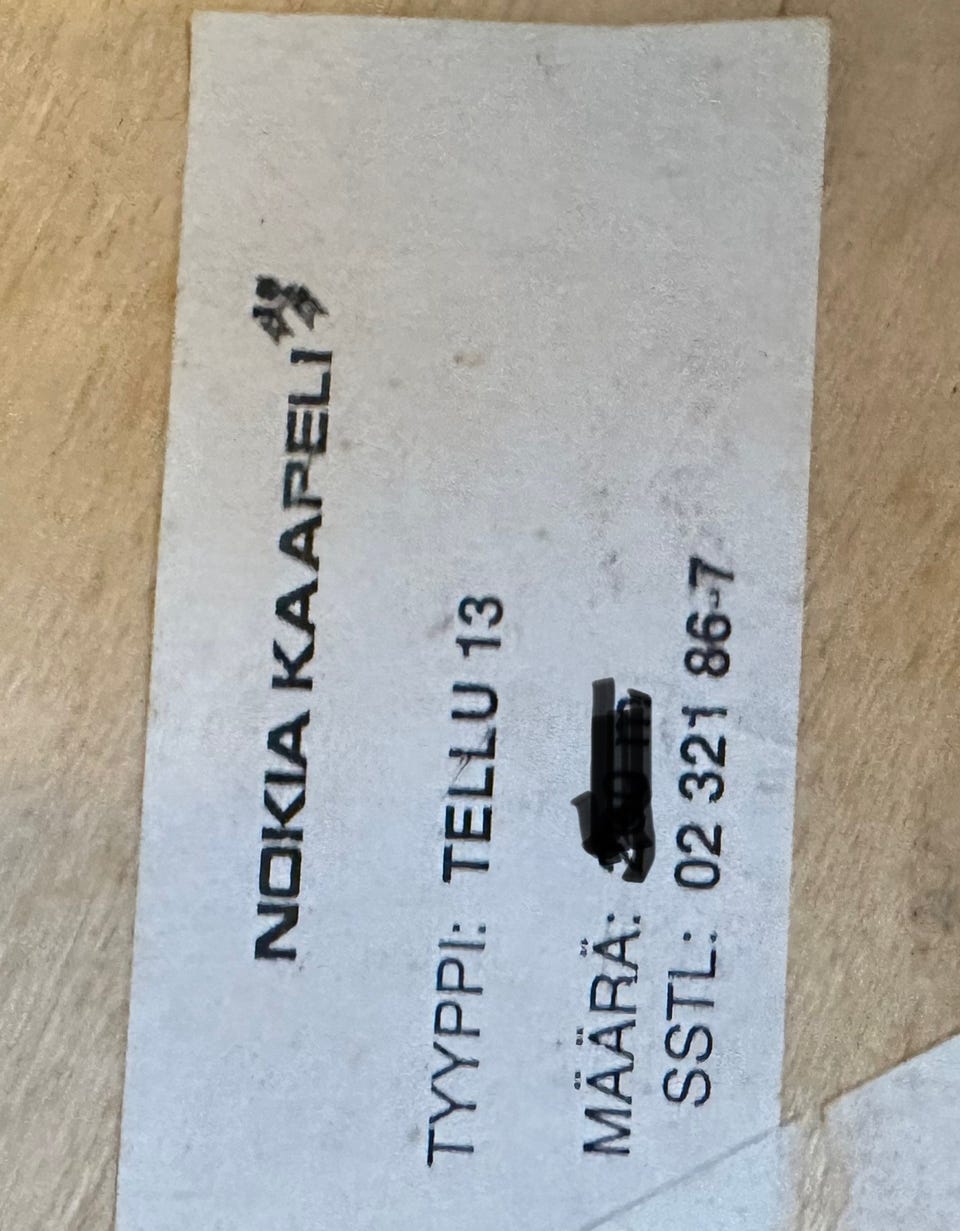 NOKIA KAAPELI
TYYPPI: TELLU 13
MÄÄRÄ:
SSTL: 02 321 86-7